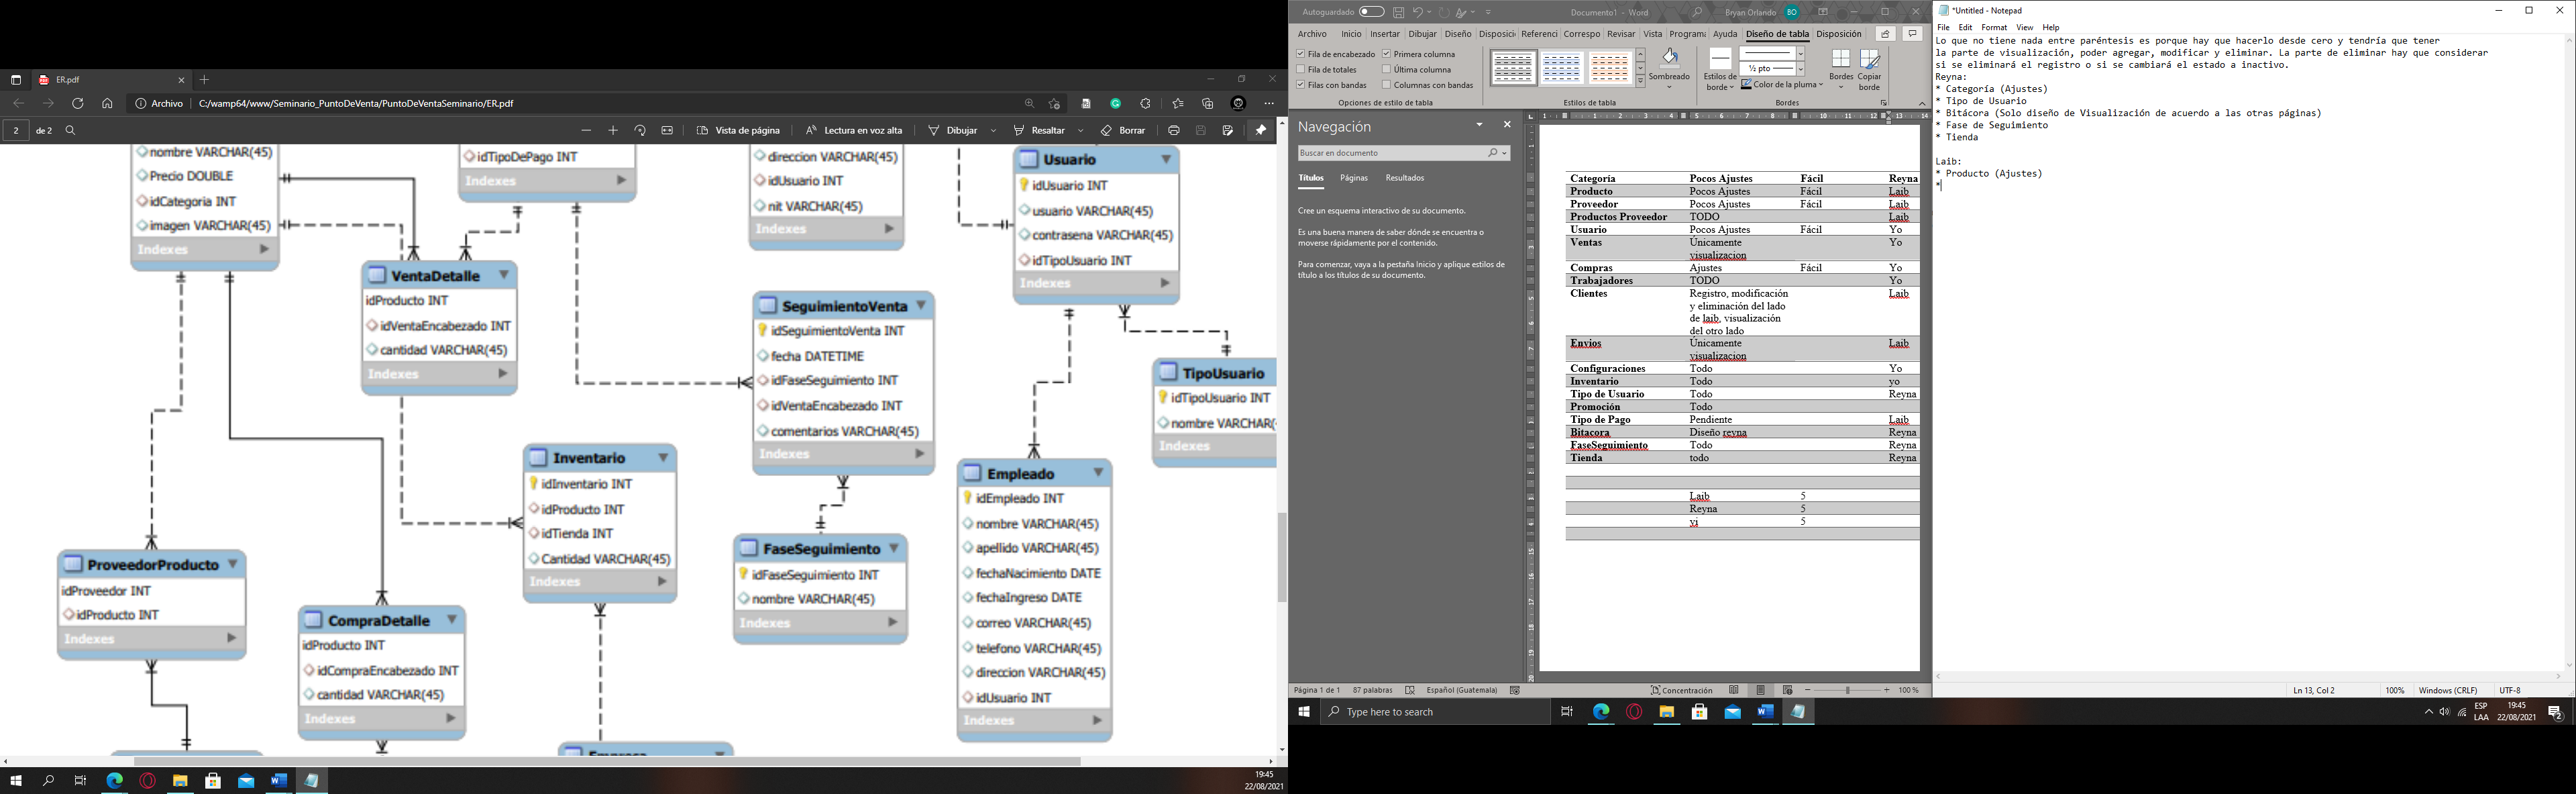 ER.pdf
Archivo C:/wamp64/www/Seminario_PuntoDeVenta/PuntoDeVentaSeminario/ER.pdf
2 de 2 Vista de página Lectura en voz alta Dibujar Resaltar Borrar
nombre VARCHAR(45)
Precio DOUBLE
idCategoria INT
imagen VARCHAR(45)
Indexes
idTipoDePago INT
Indexes
direccion VARCHAR(45)
idUsuario INT
nit VARCHAR(45)
Indexes
Usuario
idUsuario INT
usuario VARCHAR(45)
contrasena VARCHAR(45)
idTipoUsuario INT
Indexes
VentaDetalle
idProducto INT
idVentaEncabezado INT
cantidad VARCHAR(45)
Indexes
SeguimientoVenta
idSeguimientoVenta INT
fecha DATETIME
idFaseSeguimiento INT
idVentaEncabezado INT
comentarios VARCHAR(45)
Indexes
TipoUsuario
idTipoUsuario INT
nombre VARCHAR(
Indexes
Inventario
idInventario INT
idProducto INT
idTienda INT
Cantidad VARCHAR(45)
Indexes
Empleado
idEmpleado INT
nombre VARCHAR(45)
apellido VARCHAR(45)
fechaNacimiento DATE
fechaIngreso DATE
correo VARCHAR(45)
telefono VARCHAR(45)
direccion VARCHAR(45)
idUsuario INT
Indexes
FaseSeguimiento
idFaseSeguimiento INT
nombre VARCHAR(45)
Indexes
ProveedorProducto
idProveedor INT
idProducto INT
Indexes
CompraDetalle
idProducto INT
idCompraEncabezado INT
cantidad VARCHAR(45)
Indexes
19:45
22/08/2021
Autoguardado Documento1 - Word Bryan Orlando BO
Archivo Inicio Insertar Dibujar Diseño Disposici Referenci Correspo Revisar Vista Program Ayuda Diseño de tabla Disposición
Fila de encabezado Primera columna
Fila de totales Última columna
Filas con bandas Columnas con bandas
Opciones de estilo de tabla
Estilos de tabla
Sombreado
Estilos de borde
½ pto
Color de la pluma
Bordes
Copiar borde
Bordes
Navegación
Buscar en documento
Títulos Páginas Resultados
Cree un esquema interactivo de su documento.
Es una buena manera de saber dónde se encuentra o
moverse rápidamente por el contenido.
Para comenzar, vaya a la pestaña Inicio y aplique estilos de
título a los títulos de su documento.
Categoría Pocos Ajustes Fácil Reyna
Producto Pocos Ajustes Fácil Laib
Proveedor Pocos Ajustes Fácil Laib
Productos Proveedor TODO Laib
Usuario Pocos Ajustes Fácil Yo
Ventas Únicamente Yo
visualizacion
Compras Ajustes Fácil Yo
Trabajadores TODO Yo
Clientes Registro, modificación Laib
y eliminación del lado
de laib, visualización
del otro lado
Envios Únicamente Laib
visualizacion
Configuraciones Todo Yo
Inventario Todo yo
Tipo de Usuario Todo Reyna
Promoción Todo
Tipo de Pago Pendiente Laib
Bitacora Diseño reyna Reyna
FaseSeguimiento Todo Reyna
Tienda todo Reyna
Laib 5
Reyna 5
yi 5
Página 1 de 1 87 palabras Español (Guatemala) Concentración 100 %
Type here to search
*Untitled - Notepad
File Edit Format View Help
Lo que no tiene nada entre paréntesis es porque hay que hacerlo desde cero y tendría que tener
la parte de visualización, poder agregar, modificar y eliminar. La parte de eliminar hay que considerar
si se eliminará el registro o si se cambiará el estado a inactivo.
Reyna:
* Categoría (Ajustes)
* Tipo de Usuario
* Bitácora (Solo diseño de Visualización de acuerdo a las otras páginas)
* Fase de Seguimiento
* Tienda
Laib:
* Producto (Ajustes)
*
Ln 13, Col 2 100% Windows (CRLF) UTF-8
ESP
LAA
19:45
22/08/2021
2